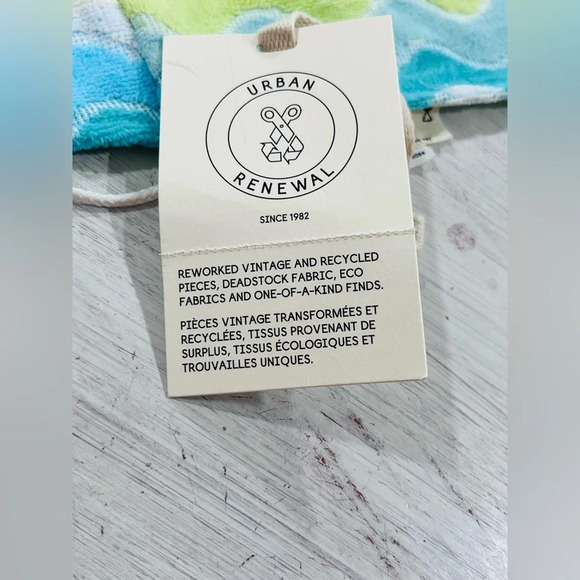 URBAN
RENEWAL
SINCE 1982
REWORKED VINTAGE AND RECYCLED
PIECES, DEADSTOCK FABRIC, ECO
FABRICS AND ONE-OF-A-KIND FINDS.
PIÈCES VINTAGE TRANSFORMÉES ET
RECYCLÉES, TISSUS PROVENANT DE
SURPLUS, TISSUS ÉCOLOGIQUES ET
TROUVAILLES UNIQUES.